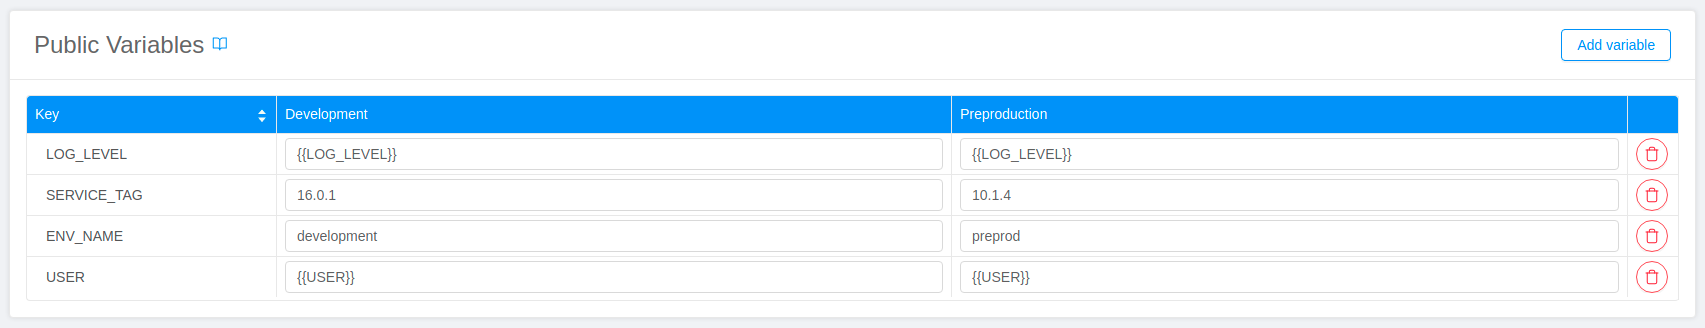 Public Variables
Add variable
Key Development Preproduction
LOG_LEVEL {{LOG_LEVEL}} {{LOG_LEVEL}}
SERVICE_TAG 16.0.1 10.1.4
ENV_NAME development preprod
USER {{USER}} {{USER}}